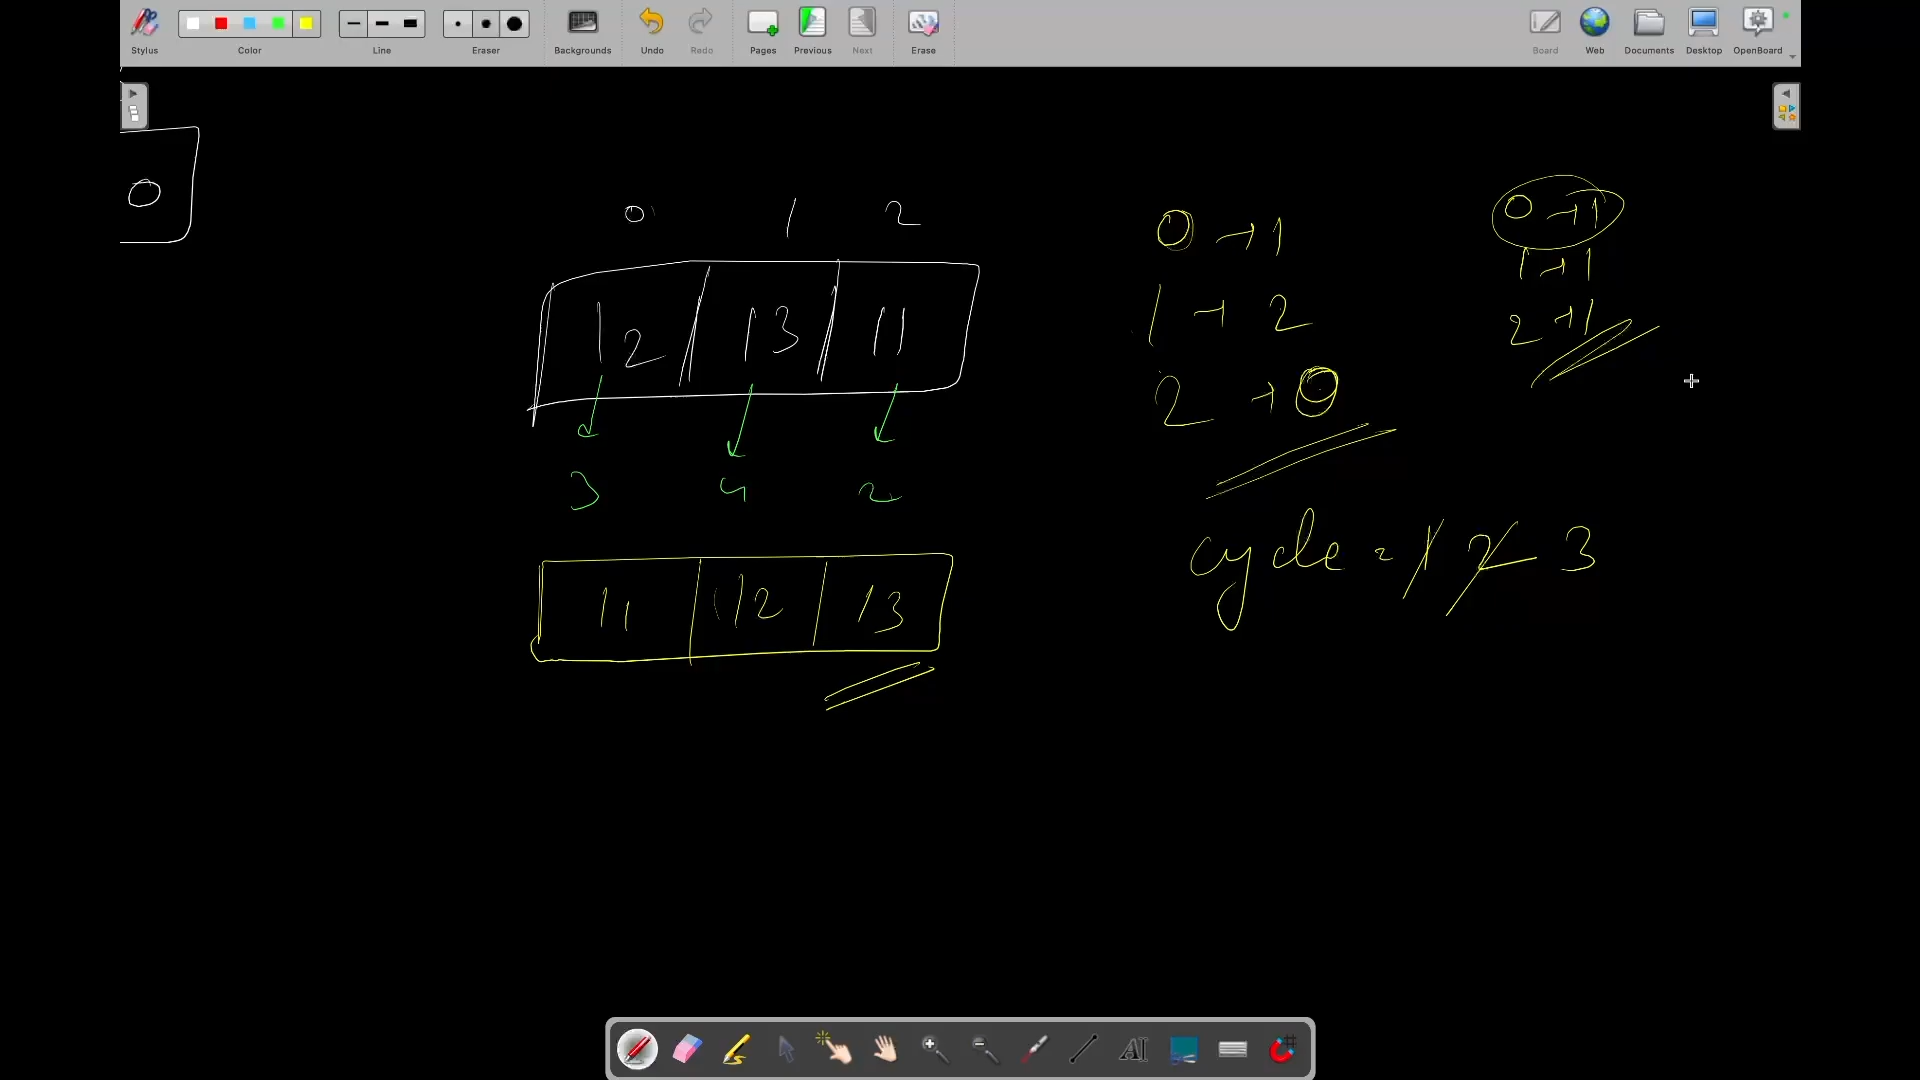 Stylus Color Line Eraser Backgrounds Undo Redo Pages Previous Next Erase Board Web Documents Desktop OpenBoard
0
0 1 2
12 13 11
3 4 2
11 12 13
0 → 1
1 → 2
2 → 0
0 → 1
1 → 1
2 → 1
cycle = 1 2 3
AI